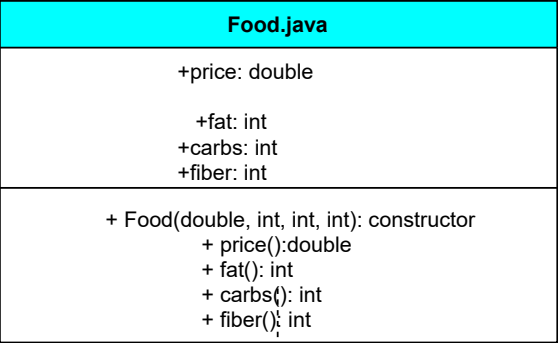 Food.java
+price: double
+fat: int
+carbs: int
+fiber: int
+ Food(double, int, int, int): constructor
+ price():double
+ fat(): int
+ carbs(): int
+ fiber(): int